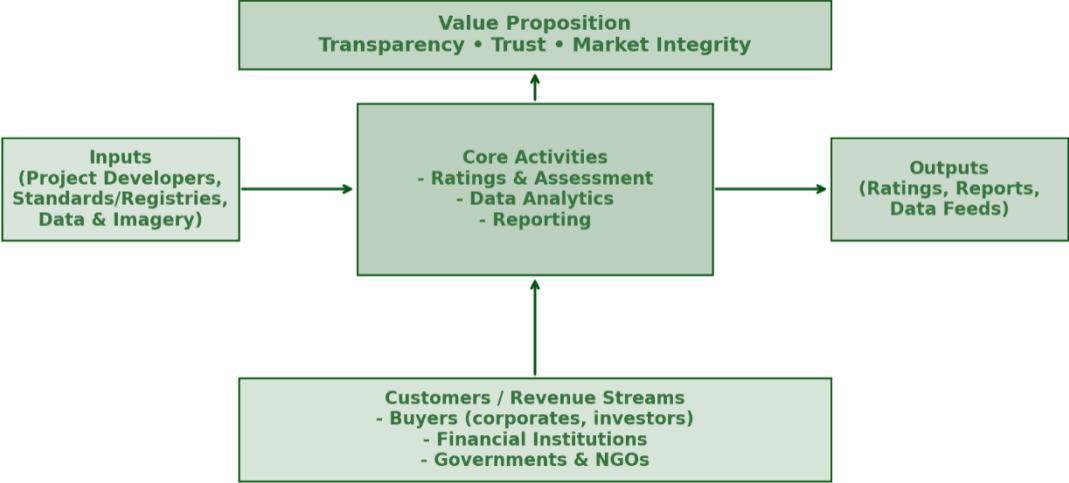 Value Proposition
Transparency • Trust • Market Integrity
Inputs
(Project Developers,
Standards/Registries,
Data & Imagery)
Core Activities
- Ratings & Assessment
- Data Analytics
- Reporting
Outputs
(Ratings, Reports,
Data Feeds)
Customers / Revenue Streams
- Buyers (corporates, investors)
- Financial Institutions
- Governments & NGOs